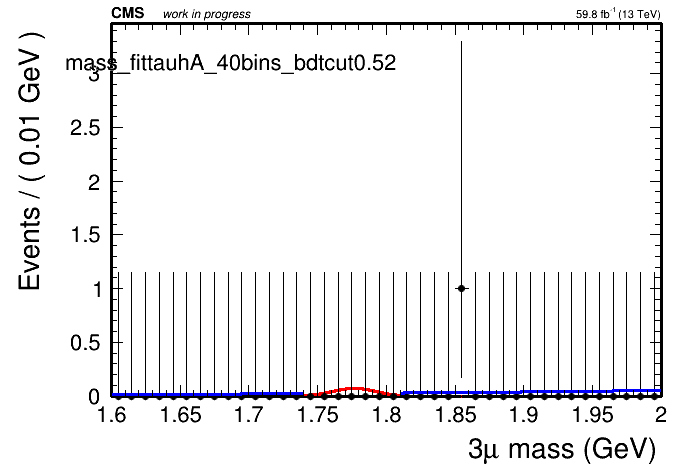 CMS work in progress 59.8 fb⁻¹ (13 TeV)
mass_fittauhA_40bins_bdtcut0.52
Events / ( 0.01 GeV )
3
2.5
2
1.5
1
0.5
0
1.6 1.65 1.7 1.75 1.8 1.85 1.9 1.95 2
3μ mass (GeV)